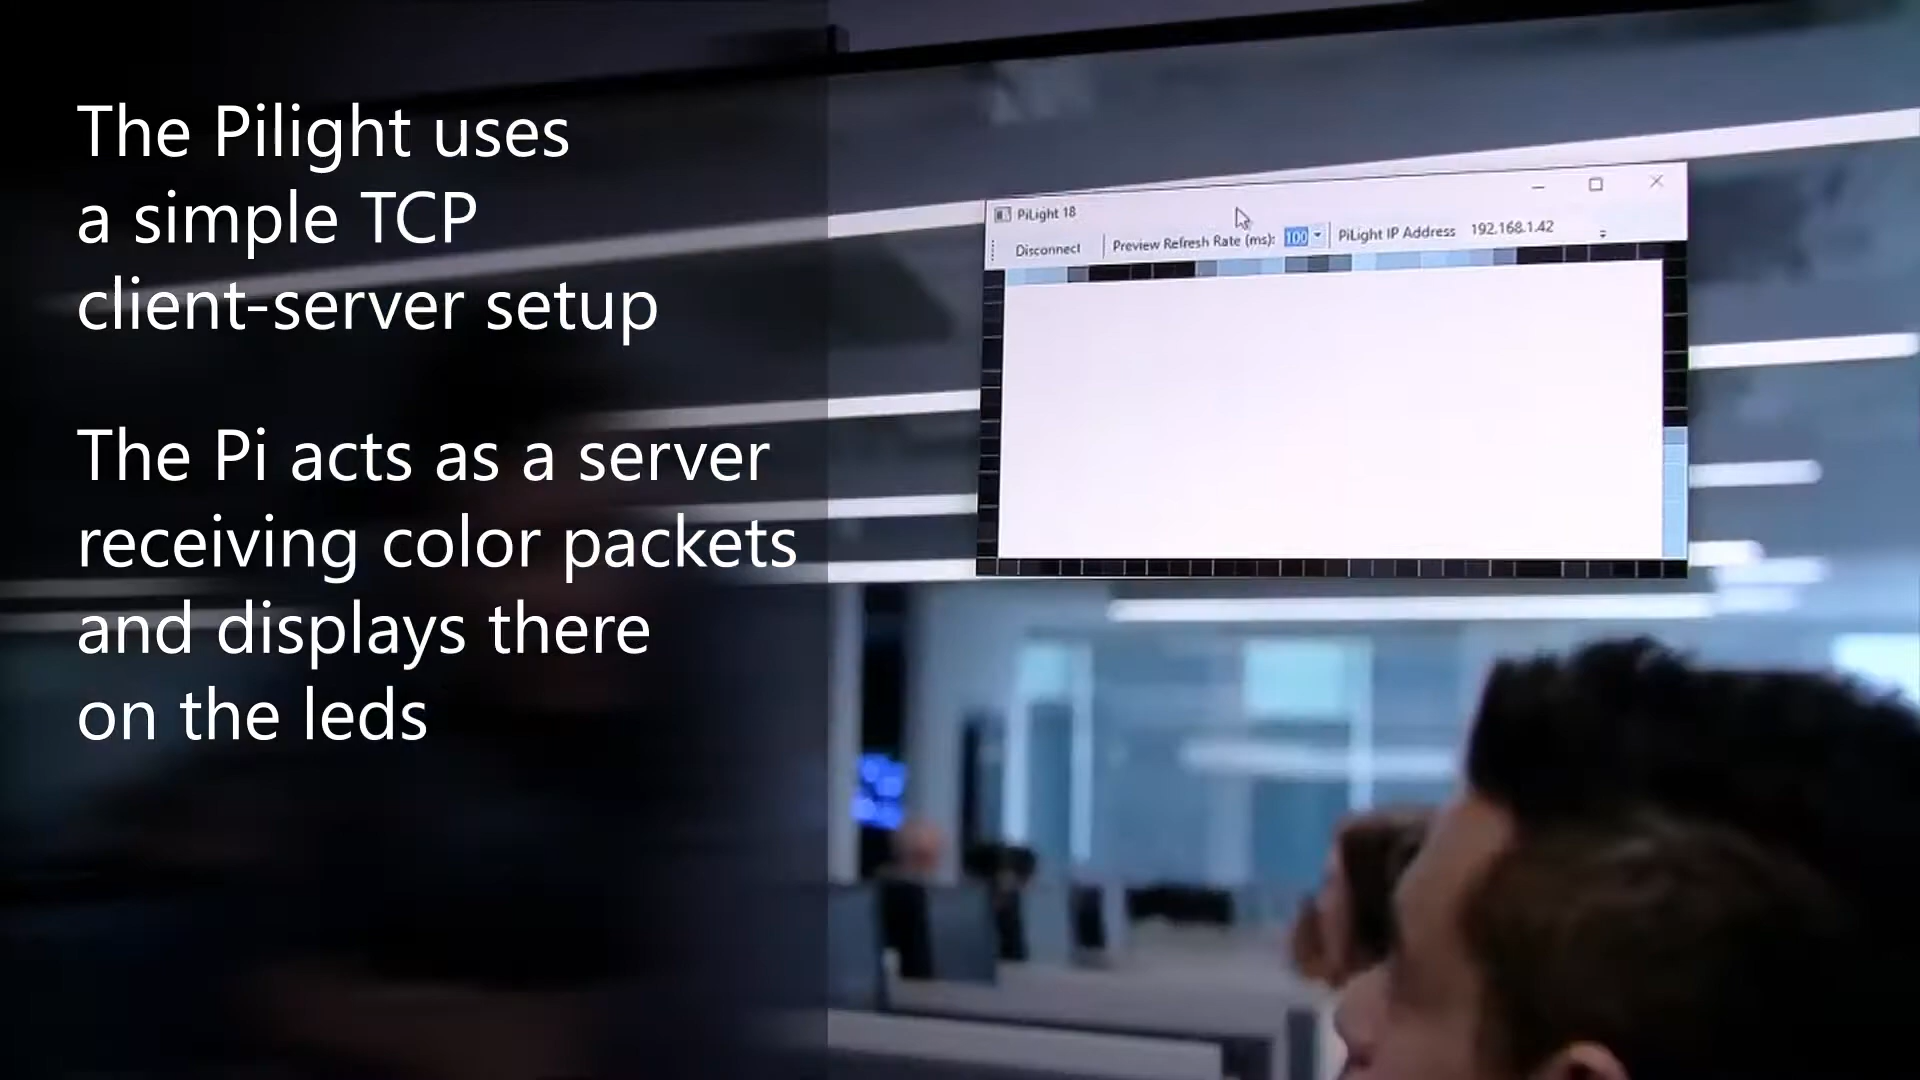 The Pilight uses
a simple TCP
client-server setup
The Pi acts as a server
receiving color packets
and displays there
on the leds
PiLight 18
Disconnect Preview Refresh Rate (ms): 100 PiLight IP Address 192.168.1.42